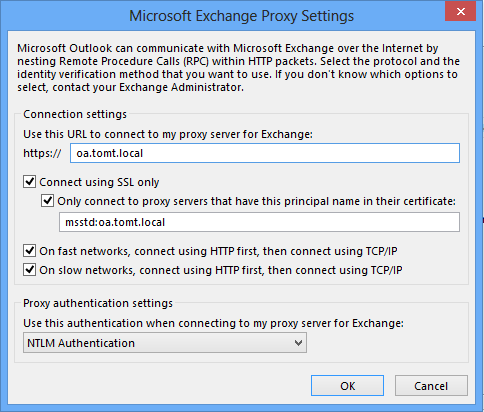 Microsoft Exchange Proxy Settings
Microsoft Outlook can communicate with Microsoft Exchange over the Internet by
nesting Remote Procedure Calls (RPC) within HTTP packets. Select the protocol and the
identity verification method that you want to use. If you don't know which options to
select, contact your Exchange Administrator.
Connection settings
Use this URL to connect to my proxy server for Exchange:
https:// oa.tomt.local
Connect using SSL only
Only connect to proxy servers that have this principal name in their certificate:
msstd:oa.tomt.local
On fast networks, connect using HTTP first, then connect using TCP/IP
On slow networks, connect using HTTP first, then connect using TCP/IP
Proxy authentication settings
Use this authentication when connecting to my proxy server for Exchange:
NTLM Authentication
OK Cancel